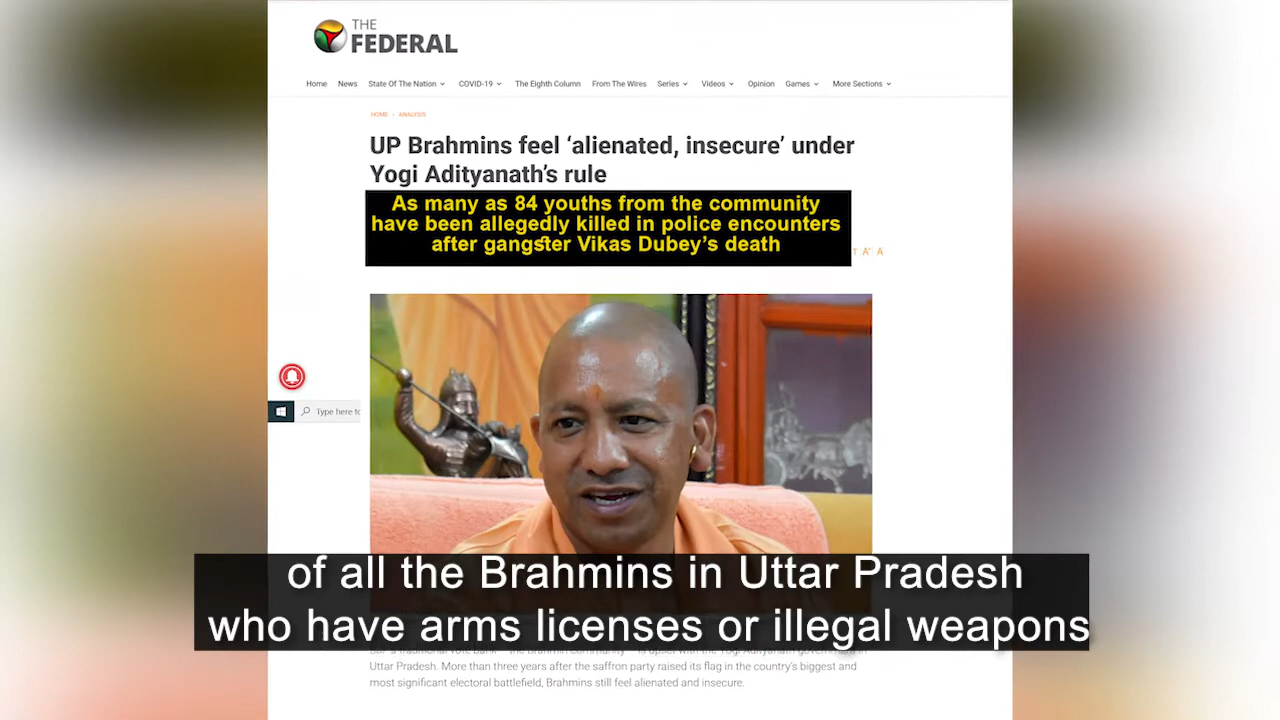 THE
FEDERAL
Home News State Of The Nation COVID-19 The Eighth Column From The Wires Series Videos Opinion Games More Sections
HOME ANALYSIS
UP Brahmins feel ‘alienated, insecure’ under
Yogi Adityanath’s rule
As many as 84 youths from the community
have been allegedly killed in police encounters
after gangster Vikas Dubey’s death
T A+ A-
Type here to
of all the Brahmins in Uttar Pradesh
who have arms licenses or illegal weapons
Uttar Pradesh. More than three years after the saffron party raised its flag in the country’s biggest and
most significant electoral battlefield, Brahmins still feel alienated and insecure.